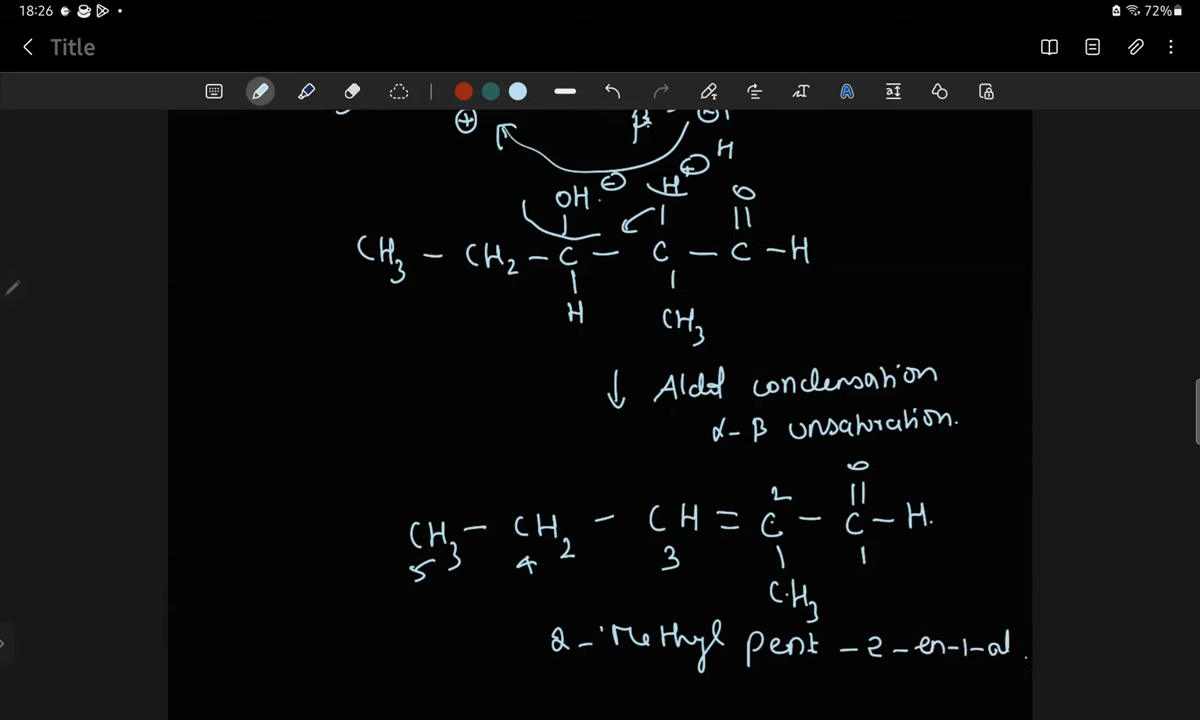 18:26 72%
Title
⊕ β ⊖
OH ⊖ H ⊕ H O
CH3 – CH2 – C – C – C – H
H CH3
↓ Aldol condensation
α-β unsaturation.
2 O
CH3 – CH2 – CH = C – C – H.
5 4 3 1
CH3
2-Methyl pent-2-en-1-al.